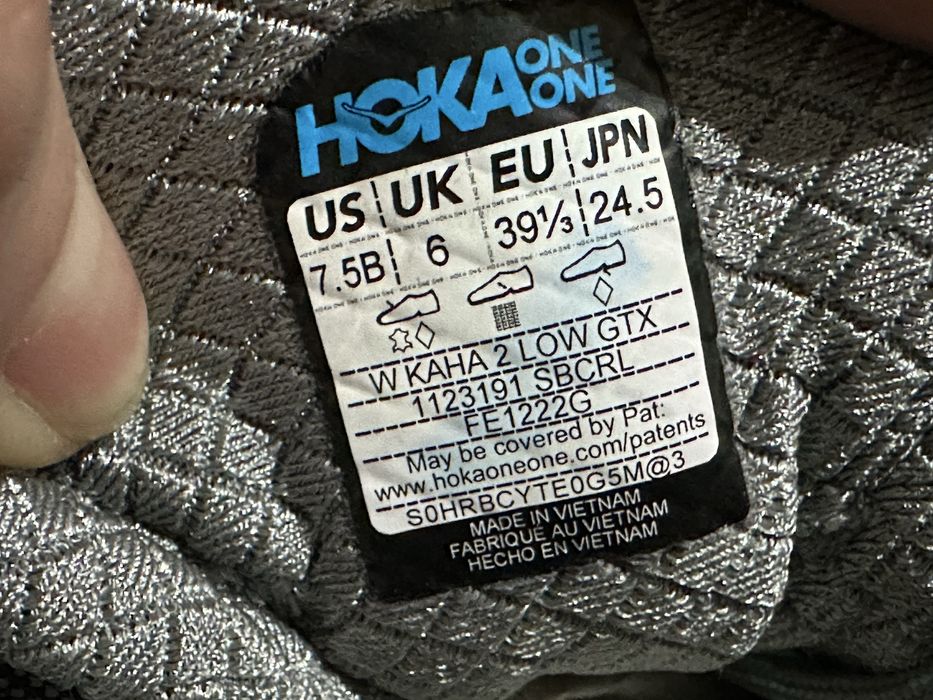 HOKA ONE ONE
US UK EU JPN
7.5B 6 39⅓ 24.5
W KAHA 2 LOW GTX
1123191 SBCRL
FE1222G
May be covered by Pat:
www.hokaoneone.com/patents
S0HRBCYTE0G5M@3
MADE IN VIETNAM
FABRIQUÉ AU VIETNAM
HECHO EN VIETNAM